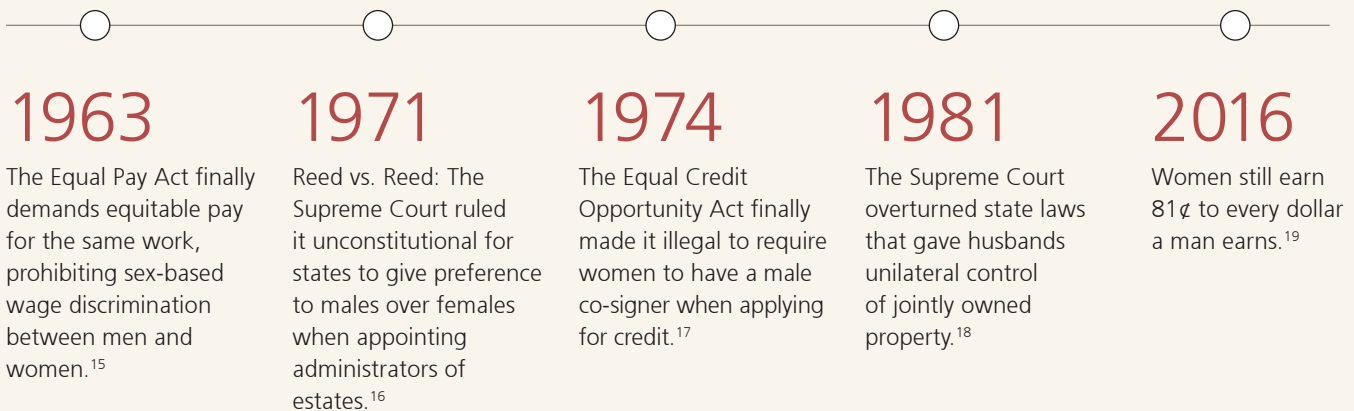 1963
The Equal Pay Act finally
demands equitable pay
for the same work,
prohibiting sex-based
wage discrimination
between men and
women.15
1971
Reed vs. Reed: The
Supreme Court ruled
it unconstitutional for
states to give preference
to males over females
when appointing
administrators of
estates.16
1974
The Equal Credit
Opportunity Act finally
made it illegal to require
women to have a male
co-signer when applying
for credit.17
1981
The Supreme Court
overturned state laws
that gave husbands
unilateral control
of jointly owned
property.18
2016
Women still earn
81¢ to every dollar
a man earns.19